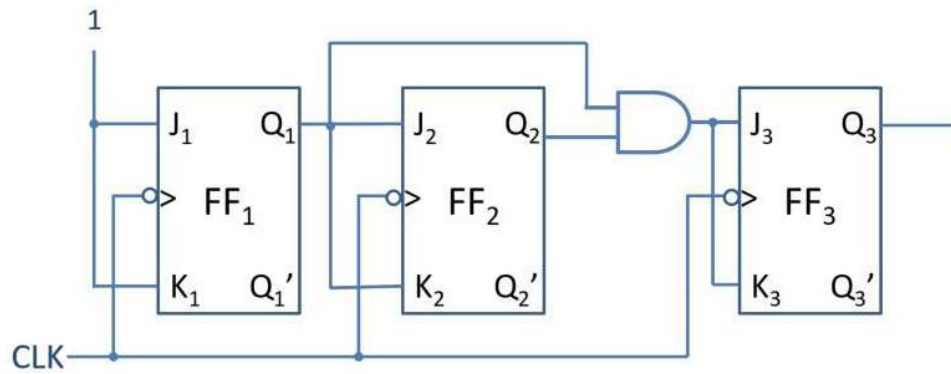 1
J₁ Q₁ J₂ Q₂ J₃ Q₃
> FF₁ > FF₂ > FF₃
K₁ Q₁’ K₂ Q₂’ K₃ Q₃’
CLK